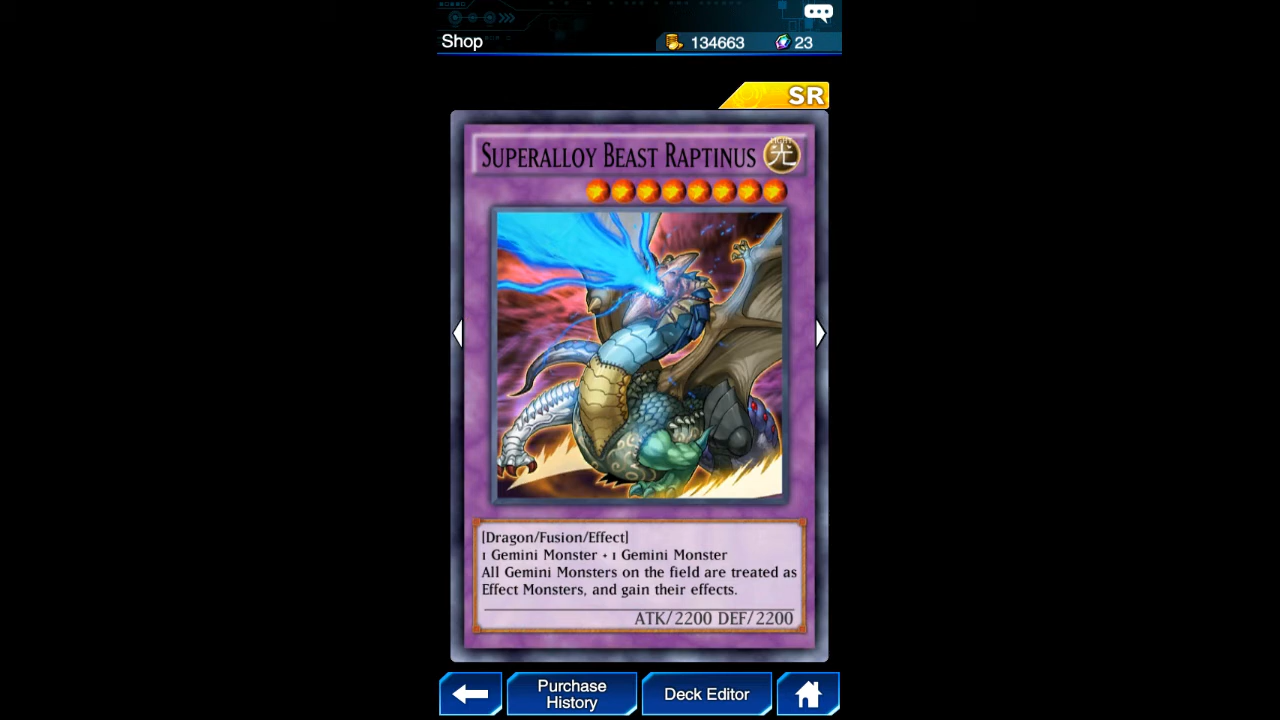 Shop
134663
23
SR
SUPERALLOY BEAST RAPTINUS
LIGHT
光
[Dragon/Fusion/Effect]
1 Gemini Monster + 1 Gemini Monster
All Gemini Monsters on the field are treated as
Effect Monsters, and gain their effects.
ATK/2200 DEF/2200
Purchase
History
Deck Editor